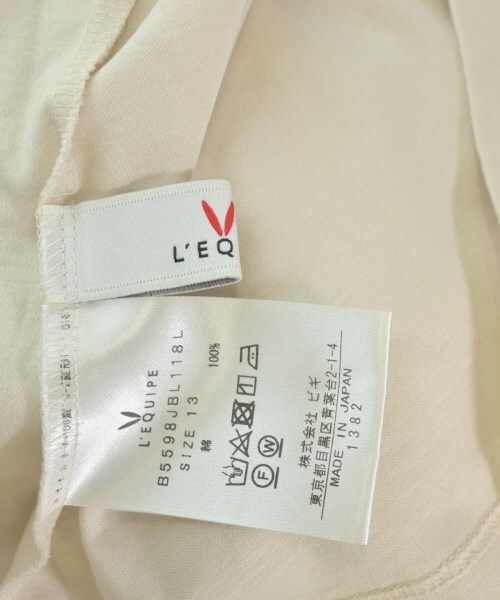 L'EQ
L'EQUIPE
B5598JBL118L
SIZE 13
綿 100%
F W
株式会社 ビギ
東京都目黒区青葉台2-1-4
MADE IN JAPAN
1382